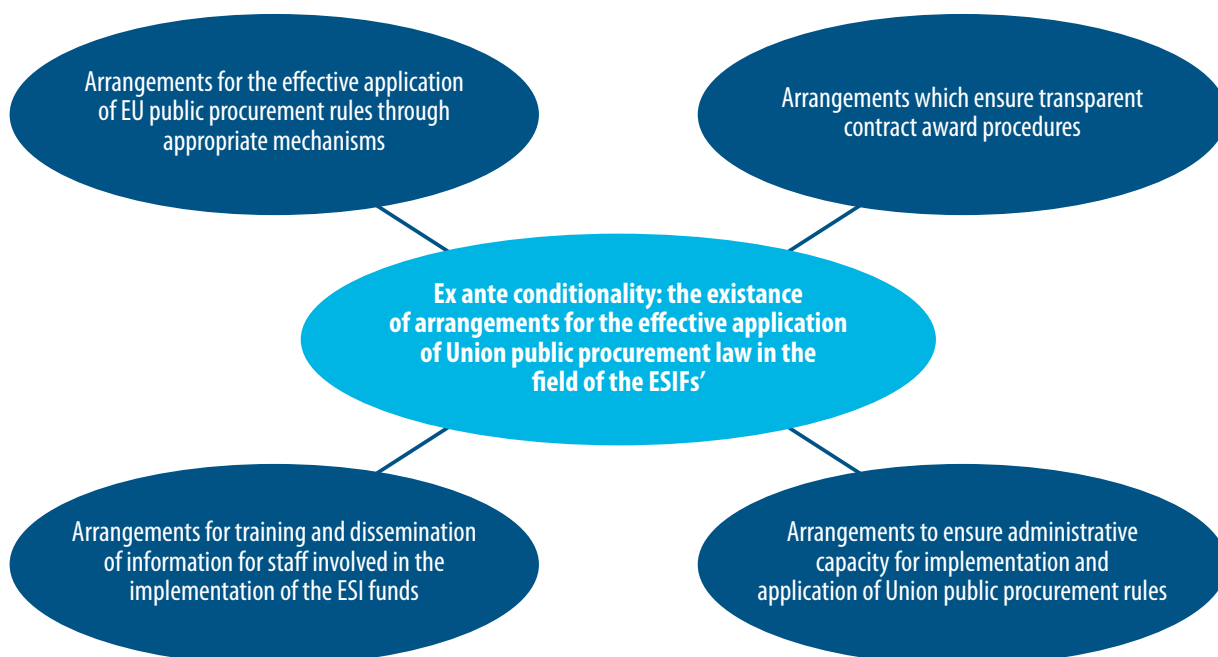 Arrangements for the effective application
of EU public procurement rules through
appropriate mechanisms
Arrangements which ensure transparent
contract award procedures
Ex ante conditionality: the existance
of arrangements for the effective application
of Union public procurement law in the
field of the ESIFs’
Arrangements for training and dissemination
of information for staff involved in the
implementation of the ESI funds
Arrangements to ensure administrative
capacity for implementation and
application of Union public procurement rules